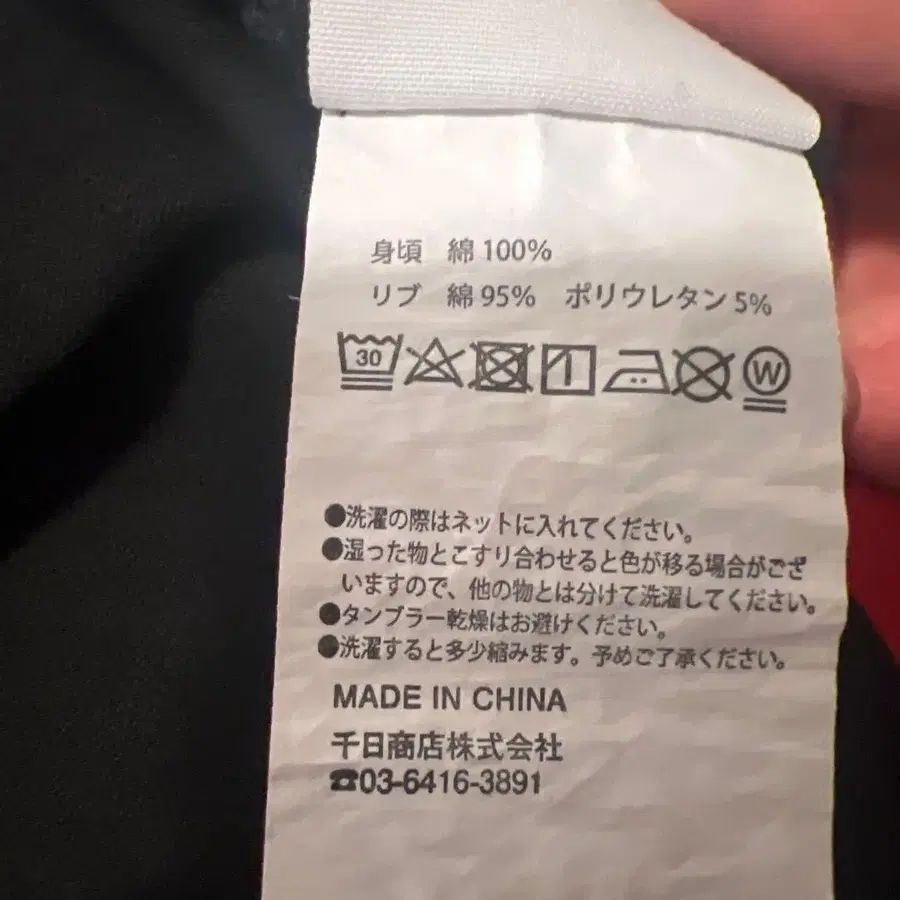 身頃 綿 100%
リブ 綿 95% ポリウレタン 5%
30 W
●洗濯の際はネットに入れてください。
●湿った物とこすり合わせると色が移る場合がござ
いますので、他の物とは分けて洗濯してください。
●タンブラー乾燥はお避けください。
●洗濯すると多少縮みます。予めご了承ください。
MADE IN CHINA
千日商店株式会社
☎03-6416-3891